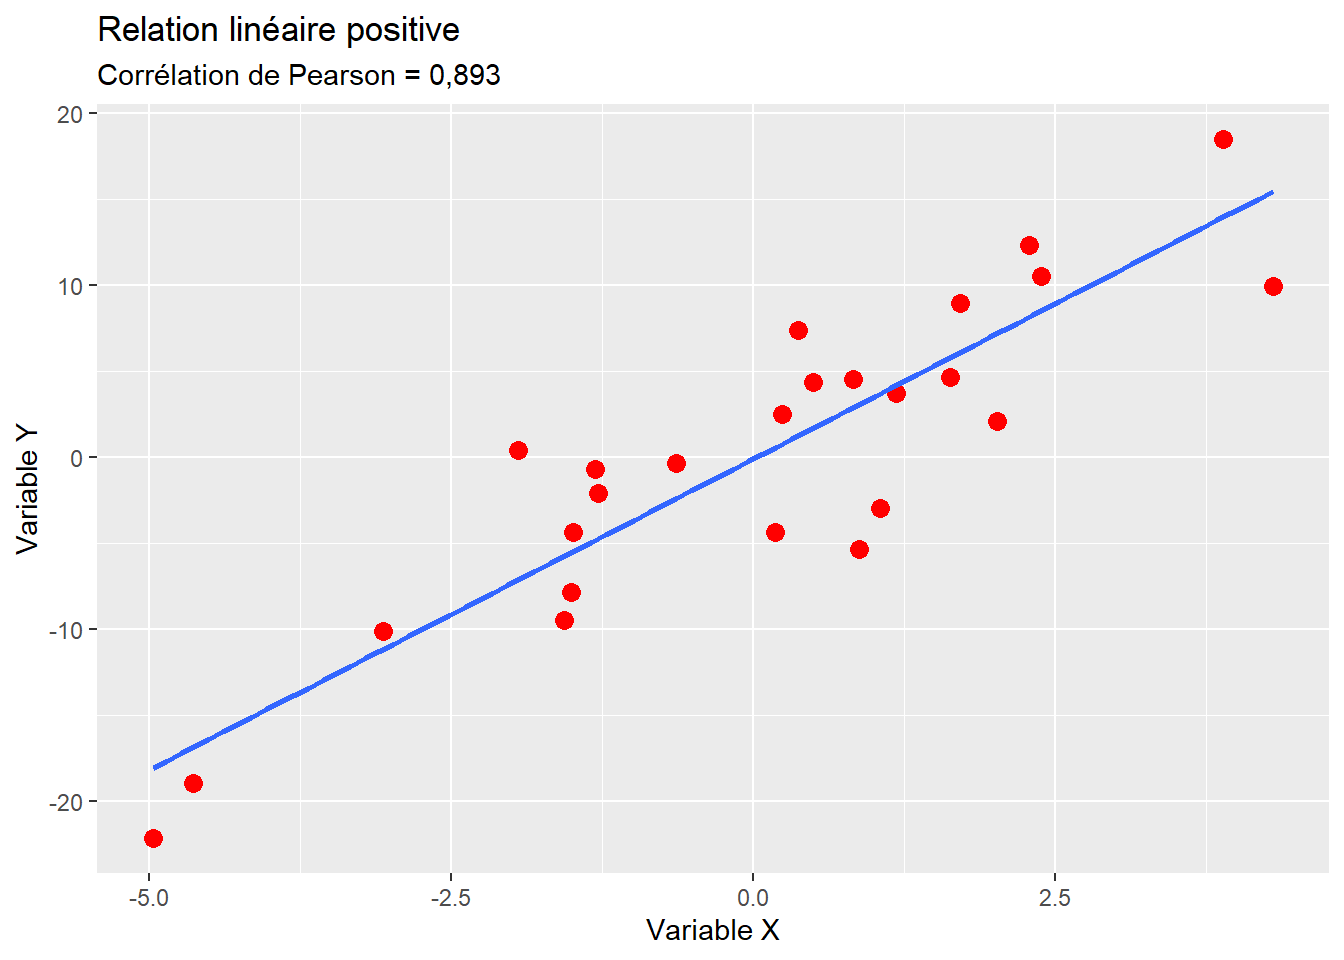 Relation linéaire positive
Corrélation de Pearson = 0,893
20
10
0
-10
-20
Variable Y
-5.0 -2.5 0.0 2.5
Variable X